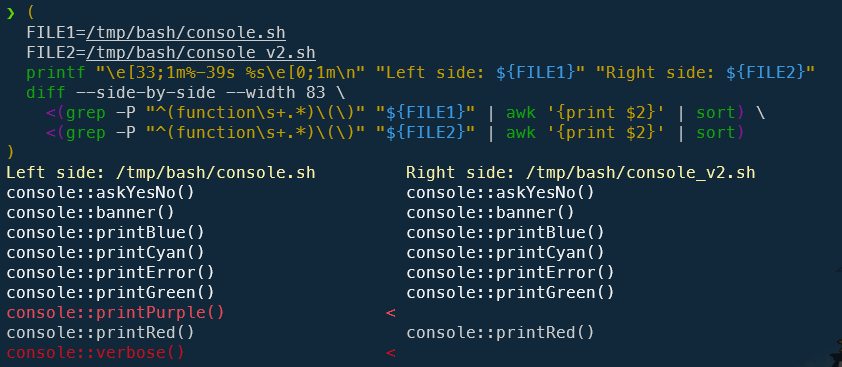 ❯ (
  FILE1=/tmp/bash/console.sh
  FILE2=/tmp/bash/console_v2.sh
  printf "\e[33;1m%-39s %s\e[0;1m\n" "Left side: ${FILE1}" "Right side: ${FILE2}"
  diff --side-by-side --width 83 \
    <(grep -P "^(function\s+.*)\(\)" "${FILE1}" | awk '{print $2}' | sort) \
    <(grep -P "^(function\s+.*)\(\)" "${FILE2}" | awk '{print $2}' | sort)
)
Left side: /tmp/bash/console.sh         Right side: /tmp/bash/console_v2.sh
console::askYesNo()                     console::askYesNo()
console::banner()                       console::banner()
console::printBlue()                    console::printBlue()
console::printCyan()                    console::printCyan()
console::printError()                   console::printError()
console::printGreen()                   console::printGreen()
console::printPurple()                <
console::printRed()                     console::printRed()
console::verbose()                    <